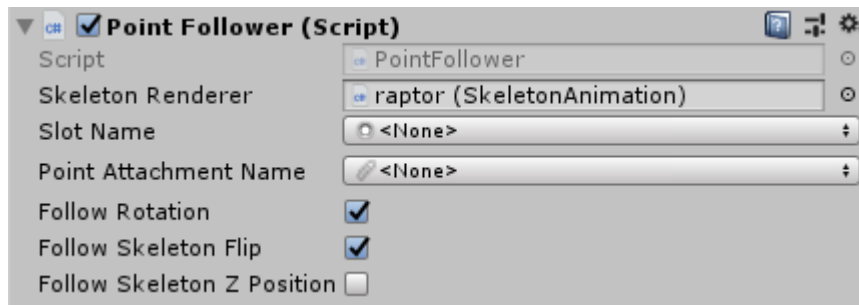 Point Follower (Script)
Script PointFollower
Skeleton Renderer raptor (SkeletonAnimation)
Slot Name <None>
Point Attachment Name <None>
Follow Rotation
Follow Skeleton Flip
Follow Skeleton Z Position